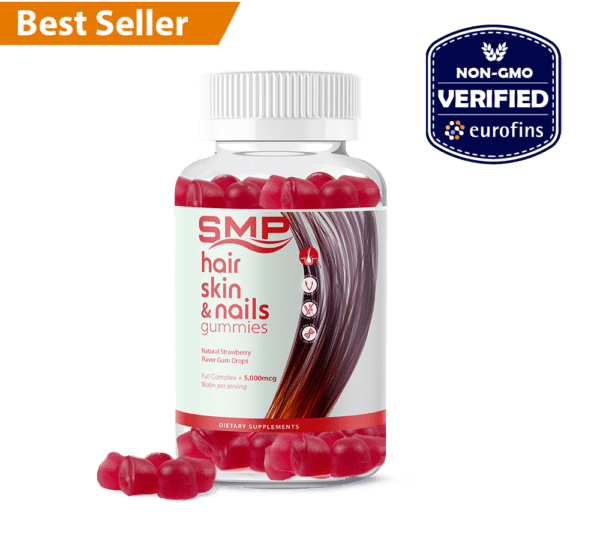 Best Seller
NON-GMO
VERIFIED
eurofins
SMP
hair
skin
& nails
gummies
Natural Strawberry
Flavor Gum Drops
Full Complex + 5,000mcg
Biotin per serving
DIETARY SUPPLEMENTS